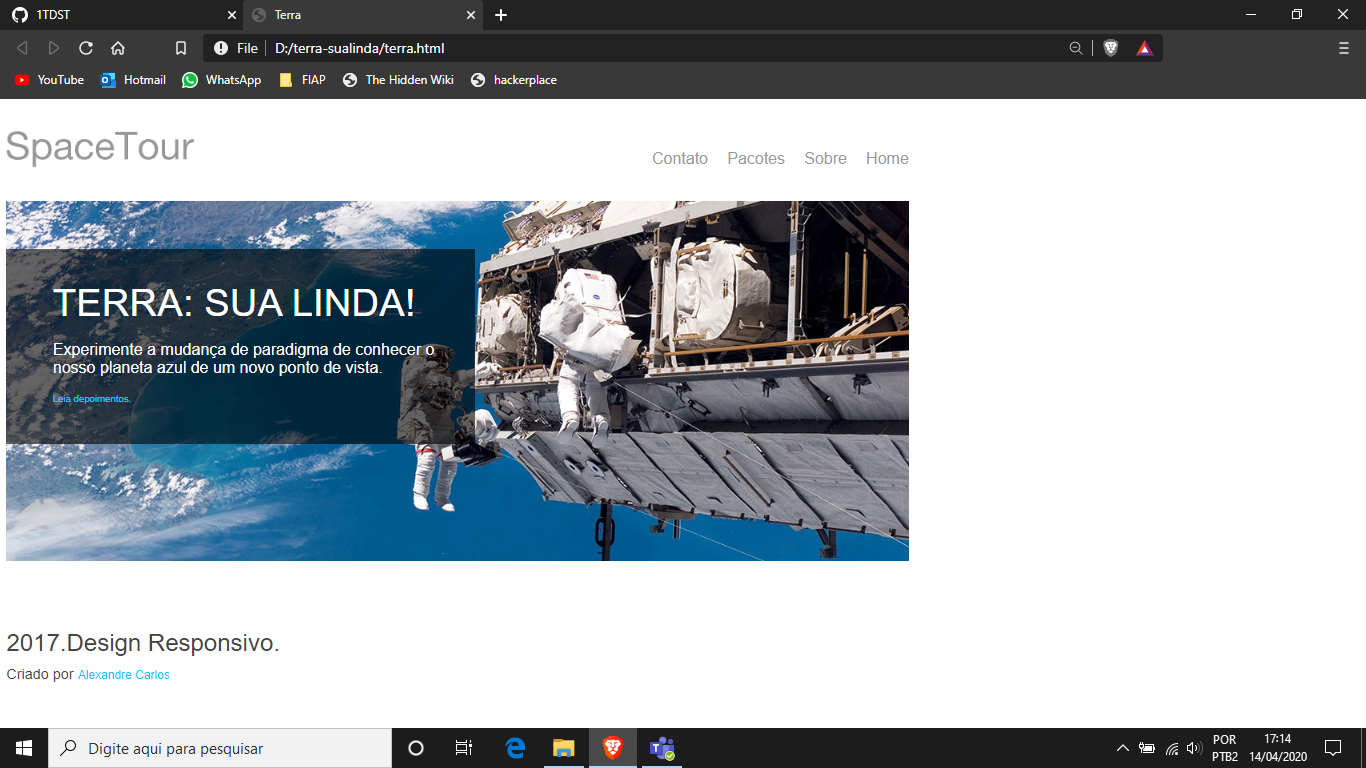 1TDST
Terra
File
D:/terra-sualinda/terra.html
YouTube
Hotmail
WhatsApp
FIAP
The Hidden Wiki
hackerplace
SpaceTour
Contato Pacotes Sobre Home
TERRA: SUA LINDA!
Experimente a mudança de paradigma de conhecer o
nosso planeta azul de um novo ponto de vista.
Leia depoimentos.
2017.Design Responsivo.
Criado por Alexandre Carlos
Digite aqui para pesquisar
POR
PTB2
17:14
14/04/2020